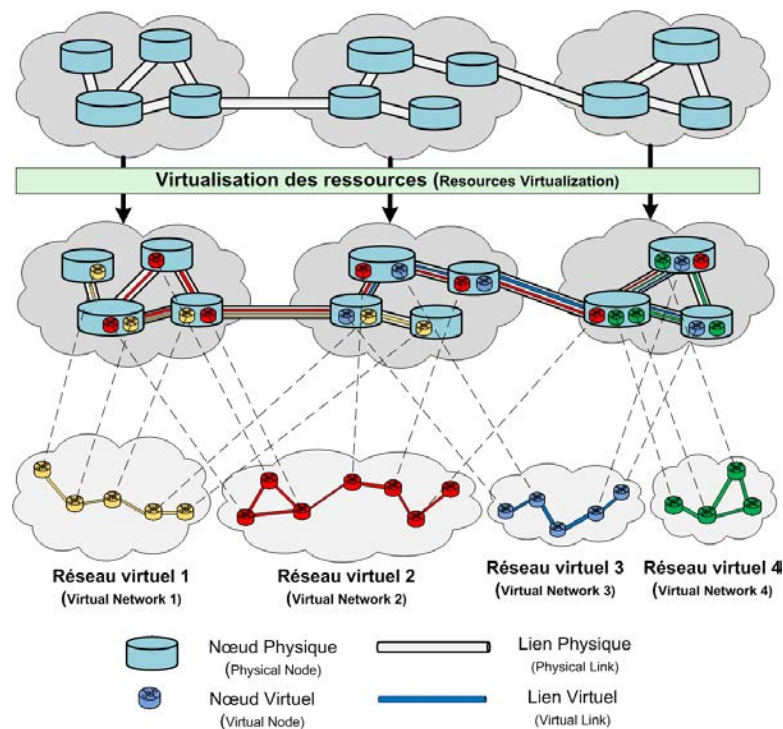 Virtualisation des ressources (Resources Virtualization)
Réseau virtuel 1
(Virtual Network 1)
Réseau virtuel 2
(Virtual Network 2)
Réseau virtuel 3
(Virtual Network 3)
Réseau virtuel 4
(Virtual Network 4)
Nœud Physique
(Physical Node)
Lien Physique
(Physical Link)
Nœud Virtuel
(Virtual Node)
Lien Virtuel
(Virtual Link)